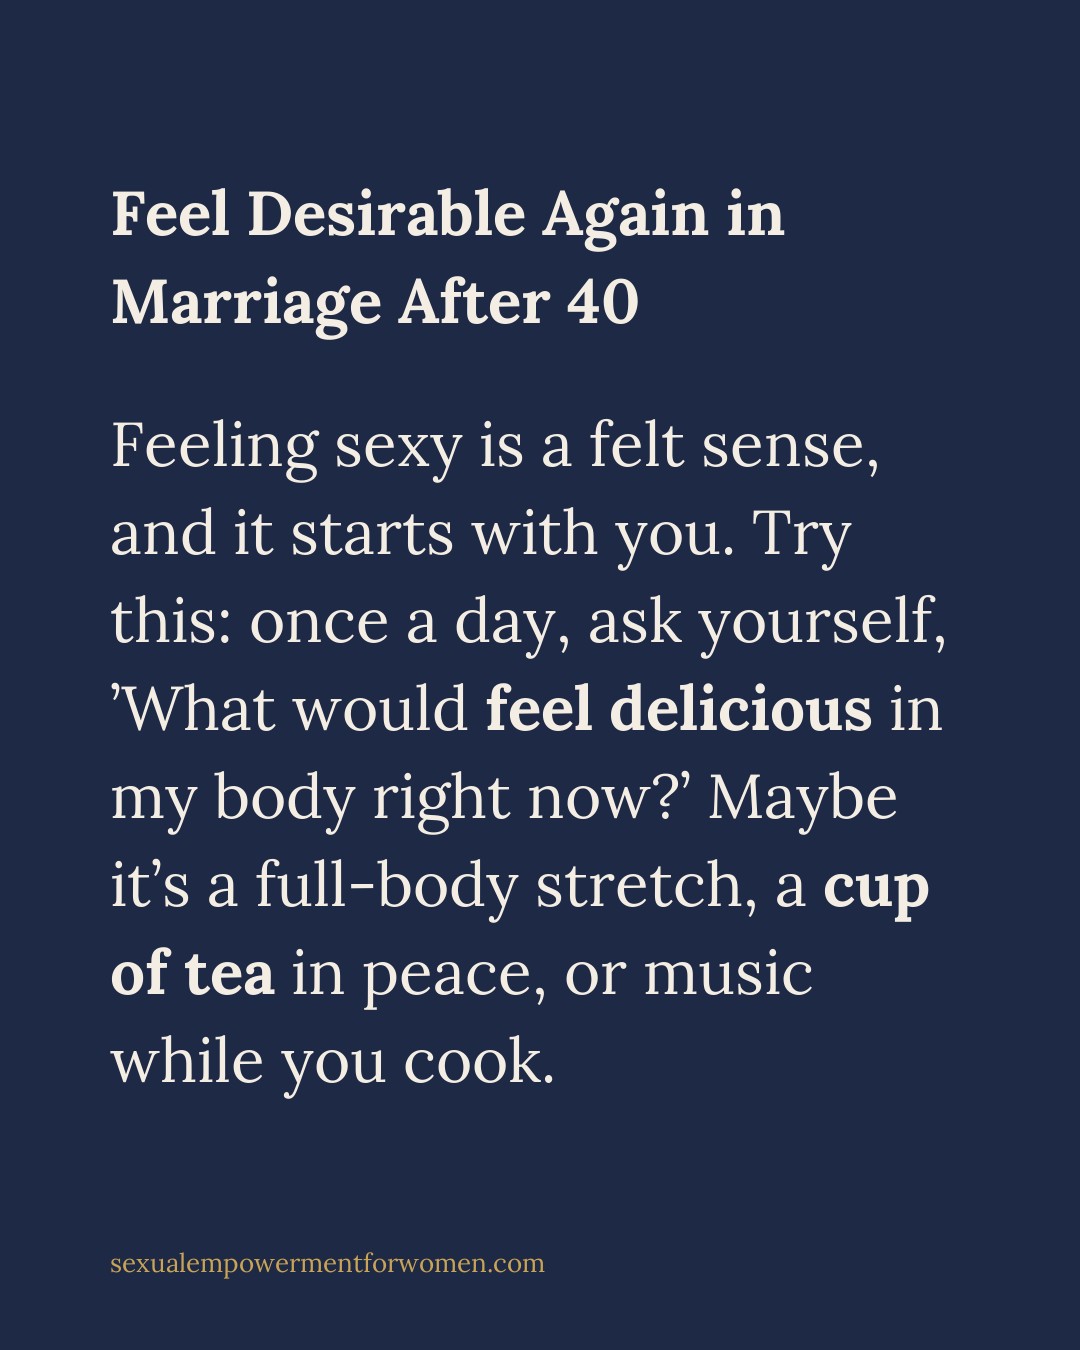 Feel Desirable Again in
Marriage After 40
Feeling sexy is a felt sense,
and it starts with you. Try
this: once a day, ask yourself,
’What would feel delicious in
my body right now?’ Maybe
it’s a full-body stretch, a cup
of tea in peace, or music
while you cook.
sexualempowermentforwomen.com